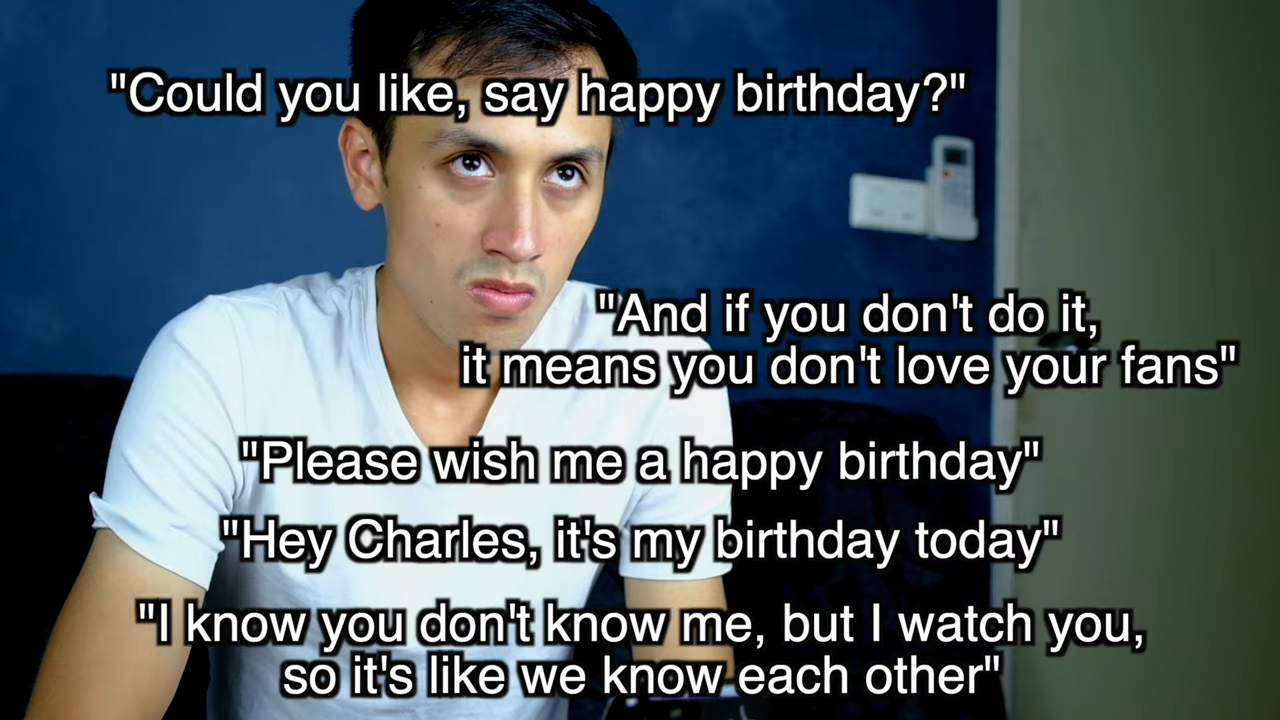 "Could you like, say happy birthday?"
"And if you don't do it,
it means you don't love your fans"
"Please wish me a happy birthday"
"Hey Charles, it's my birthday today"
"I know you don't know me, but I watch you,
so it's like we know each other"